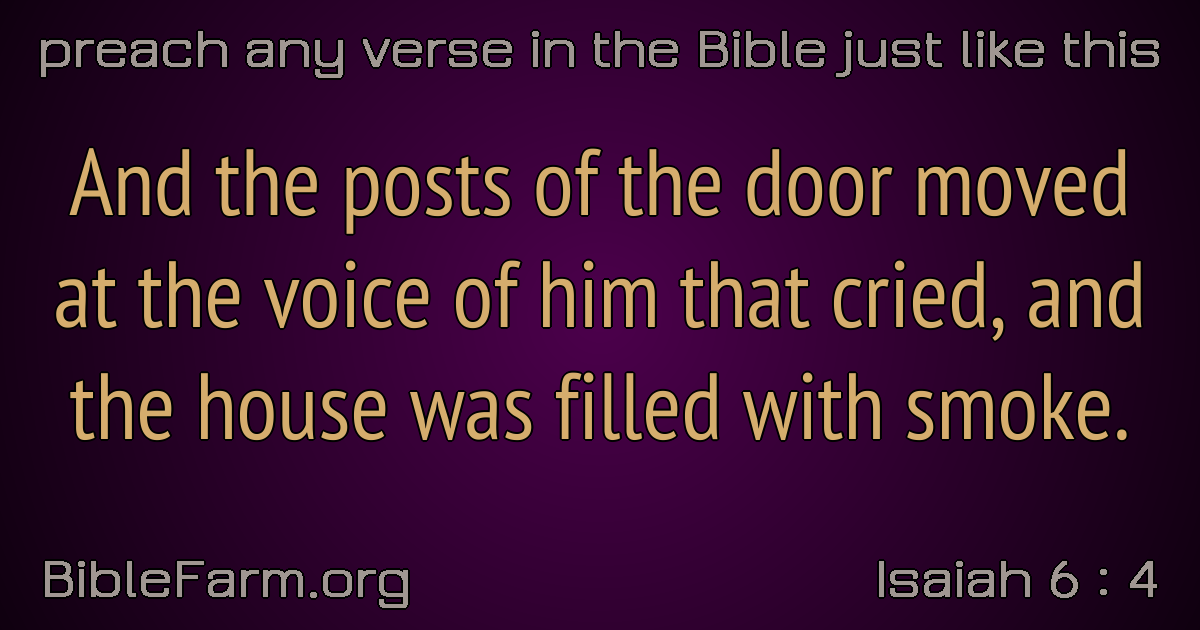 preach any verse in the Bible just like this
And the posts of the door moved
at the voice of him that cried, and
the house was filled with smoke.
BibleFarm.org
Isaiah 6 : 4